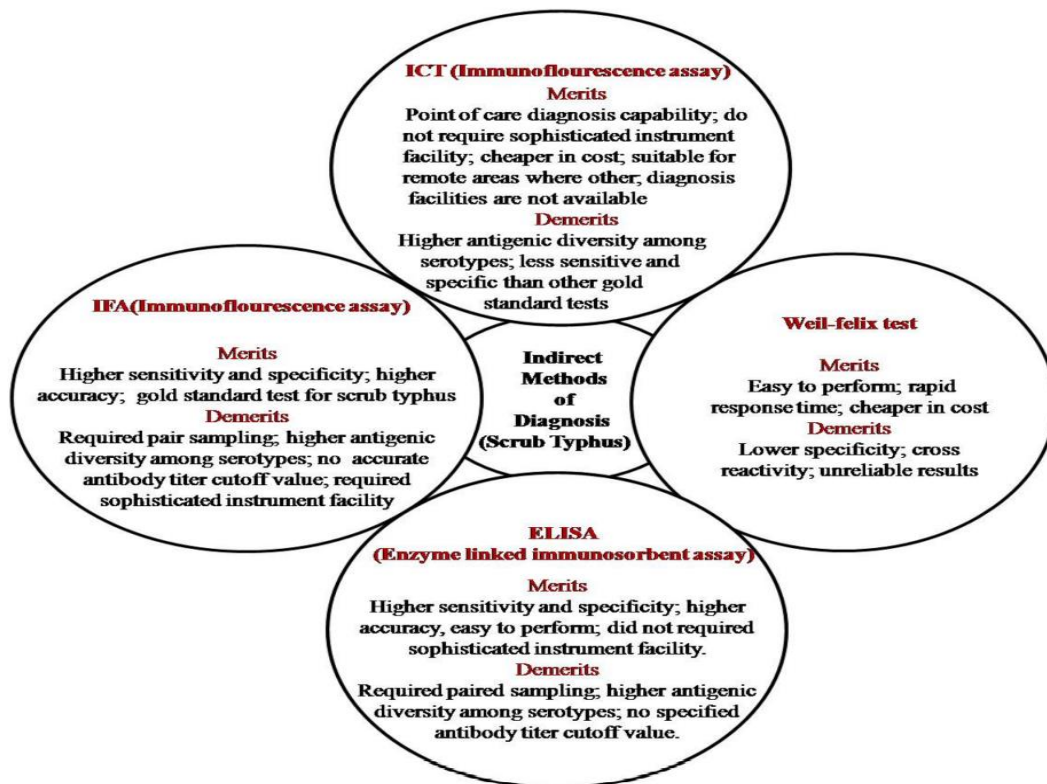 ICT (Immunoflourescence assay)
Merits
Point of care diagnosis capability; do
not require sophisticated instrument
facility; cheaper in cost; suitable for
remote areas where other; diagnosis
facilities are not available
Demerits
Higher antigenic diversity among
serotypes; less sensitive and
specific than other gold
standard tests
IFA(Immunoflourescence assay)
Merits
Higher sensitivity and specificity; higher
accuracy; gold standard test for scrub typhus
Demerits
Required pair sampling; higher antigenic
diversity among serotypes; no accurate
antibody titer cutoff value; required
sophisticated instrument facility
Indirect
Methods
of
Diagnosis
(Scrub Typhus)
Weil-felix test
Merits
Easy to perform; rapid
response time; cheaper in cost
Demerits
Lower specificity; cross
reactivity; unreliable results
ELISA
(Enzyme linked immunosorbent assay)
Merits
Higher sensitivity and specificity; higher
accuracy, easy to perform; did not required
sophisticated instrument facility.
Demerits
Required paired sampling; higher antigenic
diversity among serotypes; no specified
antibody titer cutoff value.